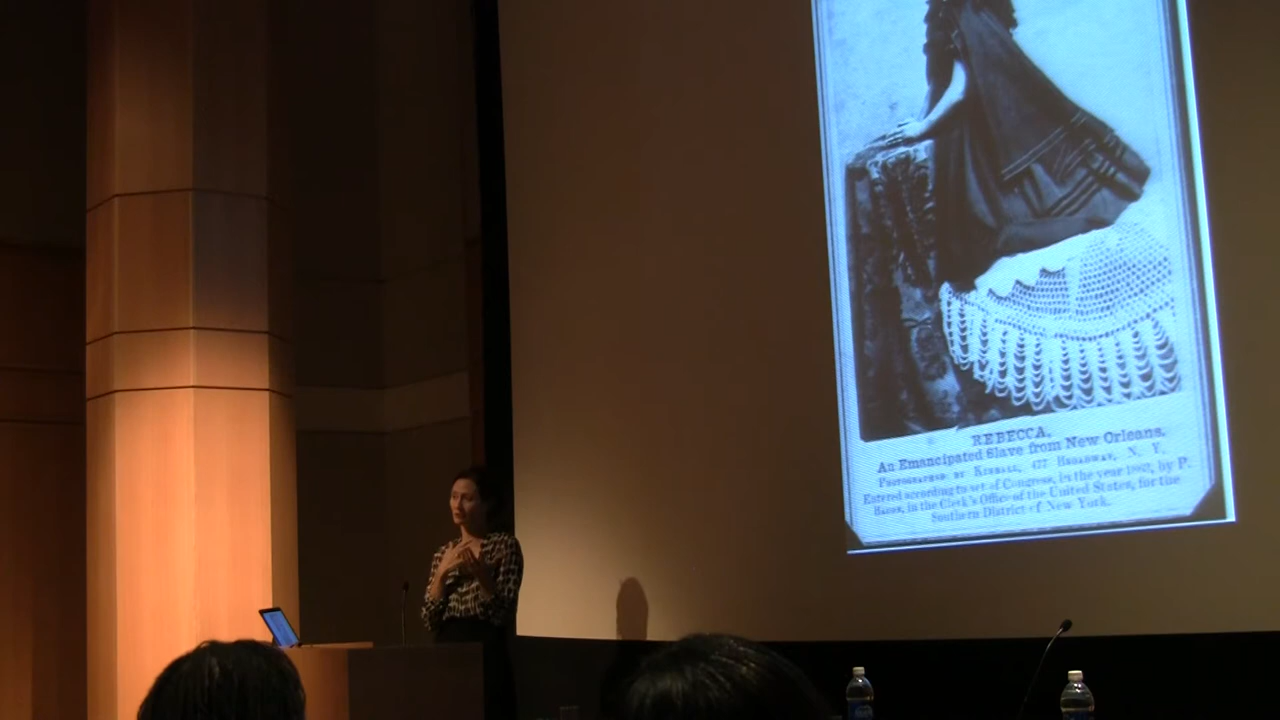 REBECCA,
An Emancipated Slave from New Orleans.
PHOTOGRAPHED BY KIMBALL, 477 BROADWAY, N. Y.
Entered according to act of Congress, in the year 1863, by P.
BACON, in the Clerk's Office of the United States, for the
Southern District of New York.